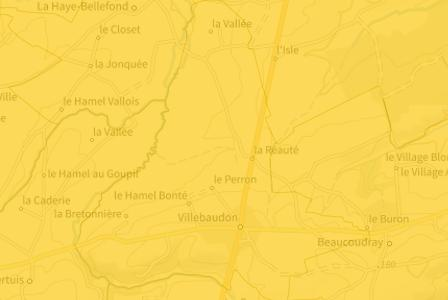 La Haye-Bellefond
la Vallée
le Closet
l'Isle
la Jonquée
le Hamel Vallois
la Vallée
la Réauté
le Village
le Hamel au Goupil
le Village
le Perron
le Hamel Bonté
la Caderie
la Bretonnière
Villebaudon
le Buron
Beaucoudray
180